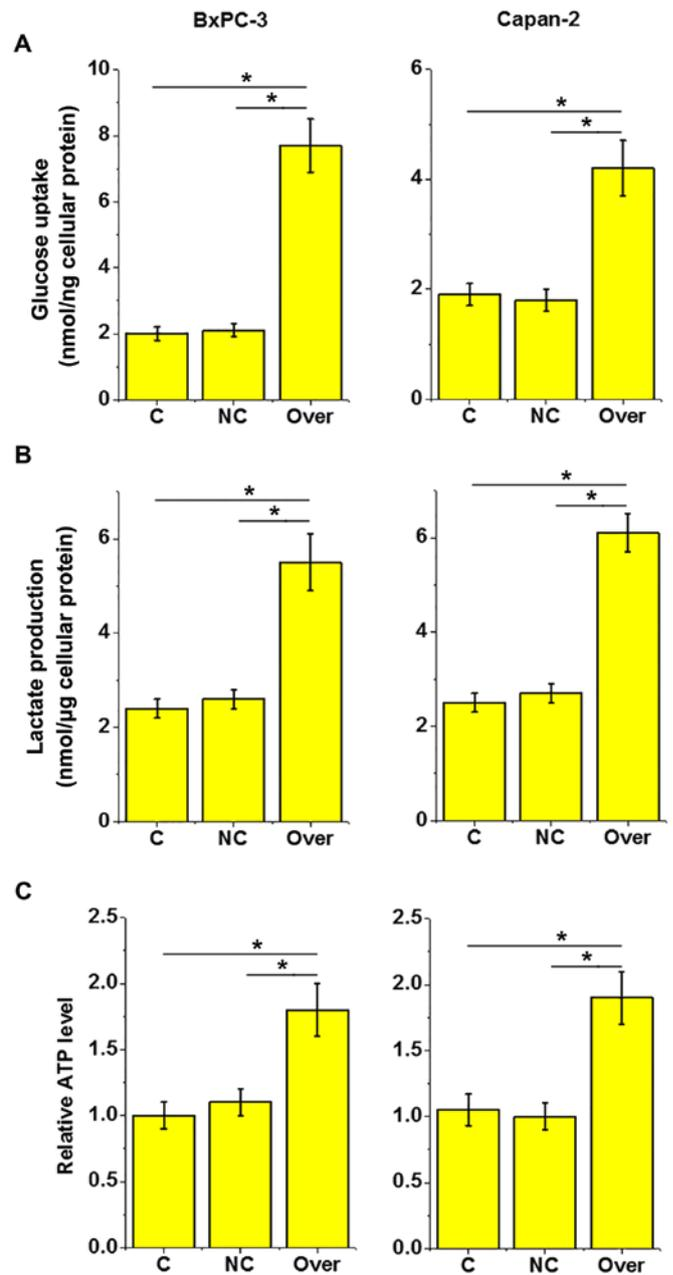 BxPC-3
Capan-2
A
Glucose uptake
(nmol/ng cellular protein)
10
8
6
4
2
0
*
*
C
NC
Over
6
4
2
0
*
*
C
NC
Over
B
Lactate production
(nmol/μg cellular protein)
6
4
2
0
*
*
C
NC
Over
6
4
2
0
*
*
C
NC
Over
C
Relative ATP level
2.5
2.0
1.5
1.0
0.5
0.0
*
*
C
NC
Over
2.5
2.0
1.5
1.0
0.5
0.0
*
*
C
NC
Over